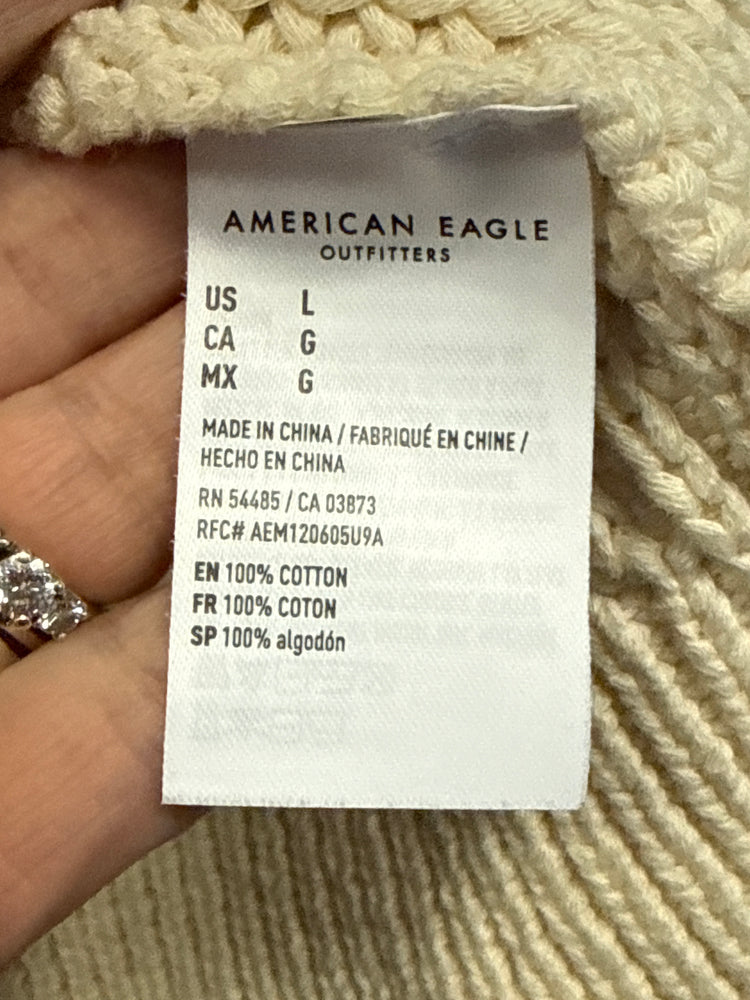 AMERICAN EAGLE
OUTFITTERS
US L
CA G
MX G
MADE IN CHINA / FABRIQUÉ EN CHINE /
HECHO EN CHINA
RN 54485 / CA 03873
RFC# AEM120605U9A
EN 100% COTTON
FR 100% COTON
SP 100% algodón